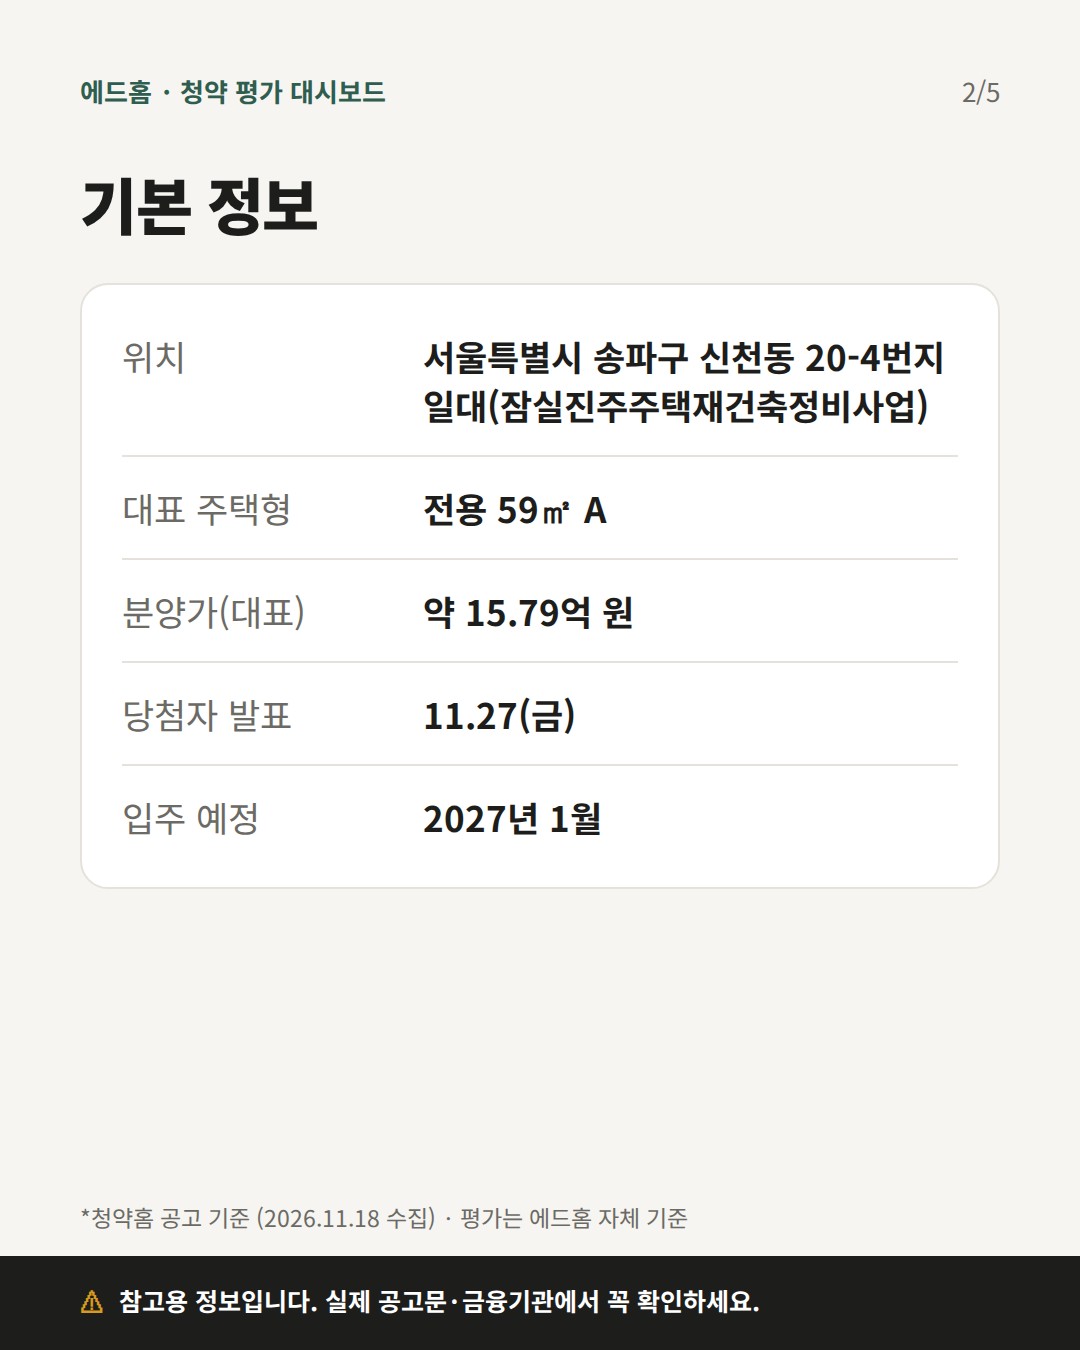 에드홈 · 청약 평가 대시보드
2/5
기본 정보
위치
서울특별시 송파구 신천동 20-4번지
일대(잠실진주주택재건축정비사업)
대표 주택형
전용 59㎡ A
분양가(대표)
약 15.79억 원
당첨자 발표
11.27(금)
입주 예정
2027년 1월
*청약홈 공고 기준 (2026.11.18 수집) · 평가는 에드홈 자체 기준
⚠ 참고용 정보입니다. 실제 공고문·금융기관에서 꼭 확인하세요.